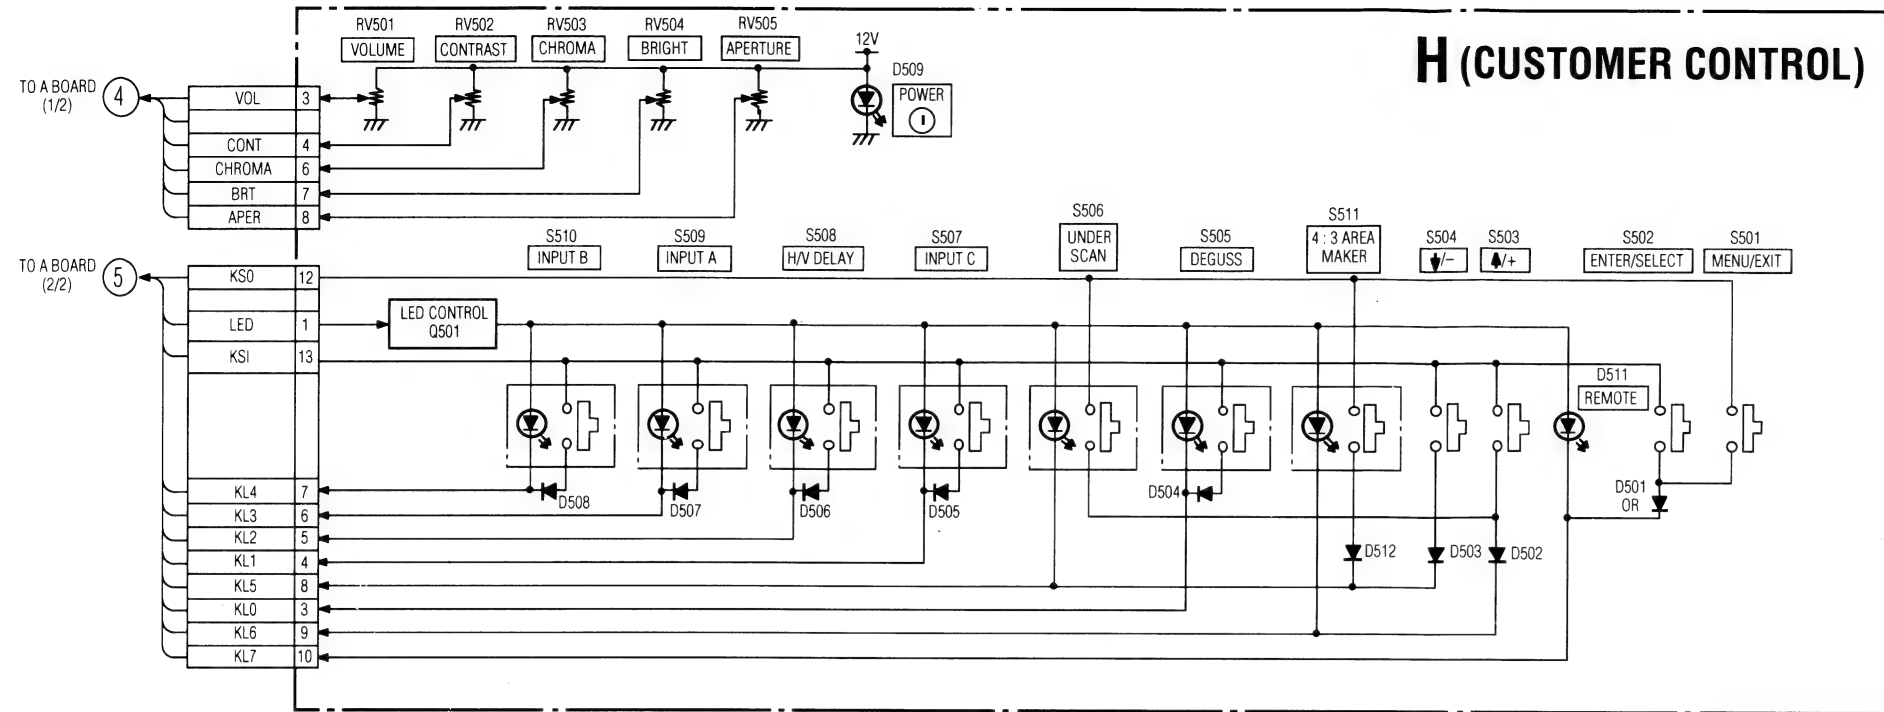 H (CUSTOMER CONTROL)
RV501 RV502 RV503 RV504 RV505
VOLUME CONTRAST CHROMA BRIGHT APERTURE
12V
D509
POWER
TO A BOARD
(1/2)
4
VOL 3
CONT 4
CHROMA 6
BRT 7
APER 8
S510
INPUT B
S509
INPUT A
S508
H/V DELAY
S507
INPUT C
S506
UNDER
SCAN
S505
DEGUSS
S511
4 : 3 AREA
MAKER
S504
/−
S503
/+
S502
ENTER/SELECT
S501
MENU/EXIT
TO A BOARD
(2/2)
5
KS0 12
LED 1
KSI 13
LED CONTROL
Q501
D511
REMOTE
KL4 7
KL3 6
KL2 5
KL1 4
KL5 8
KL0 3
KL6 9
KL7 10
D508
D507
D506
D505
D504
D512
D503
D502
D501
OR